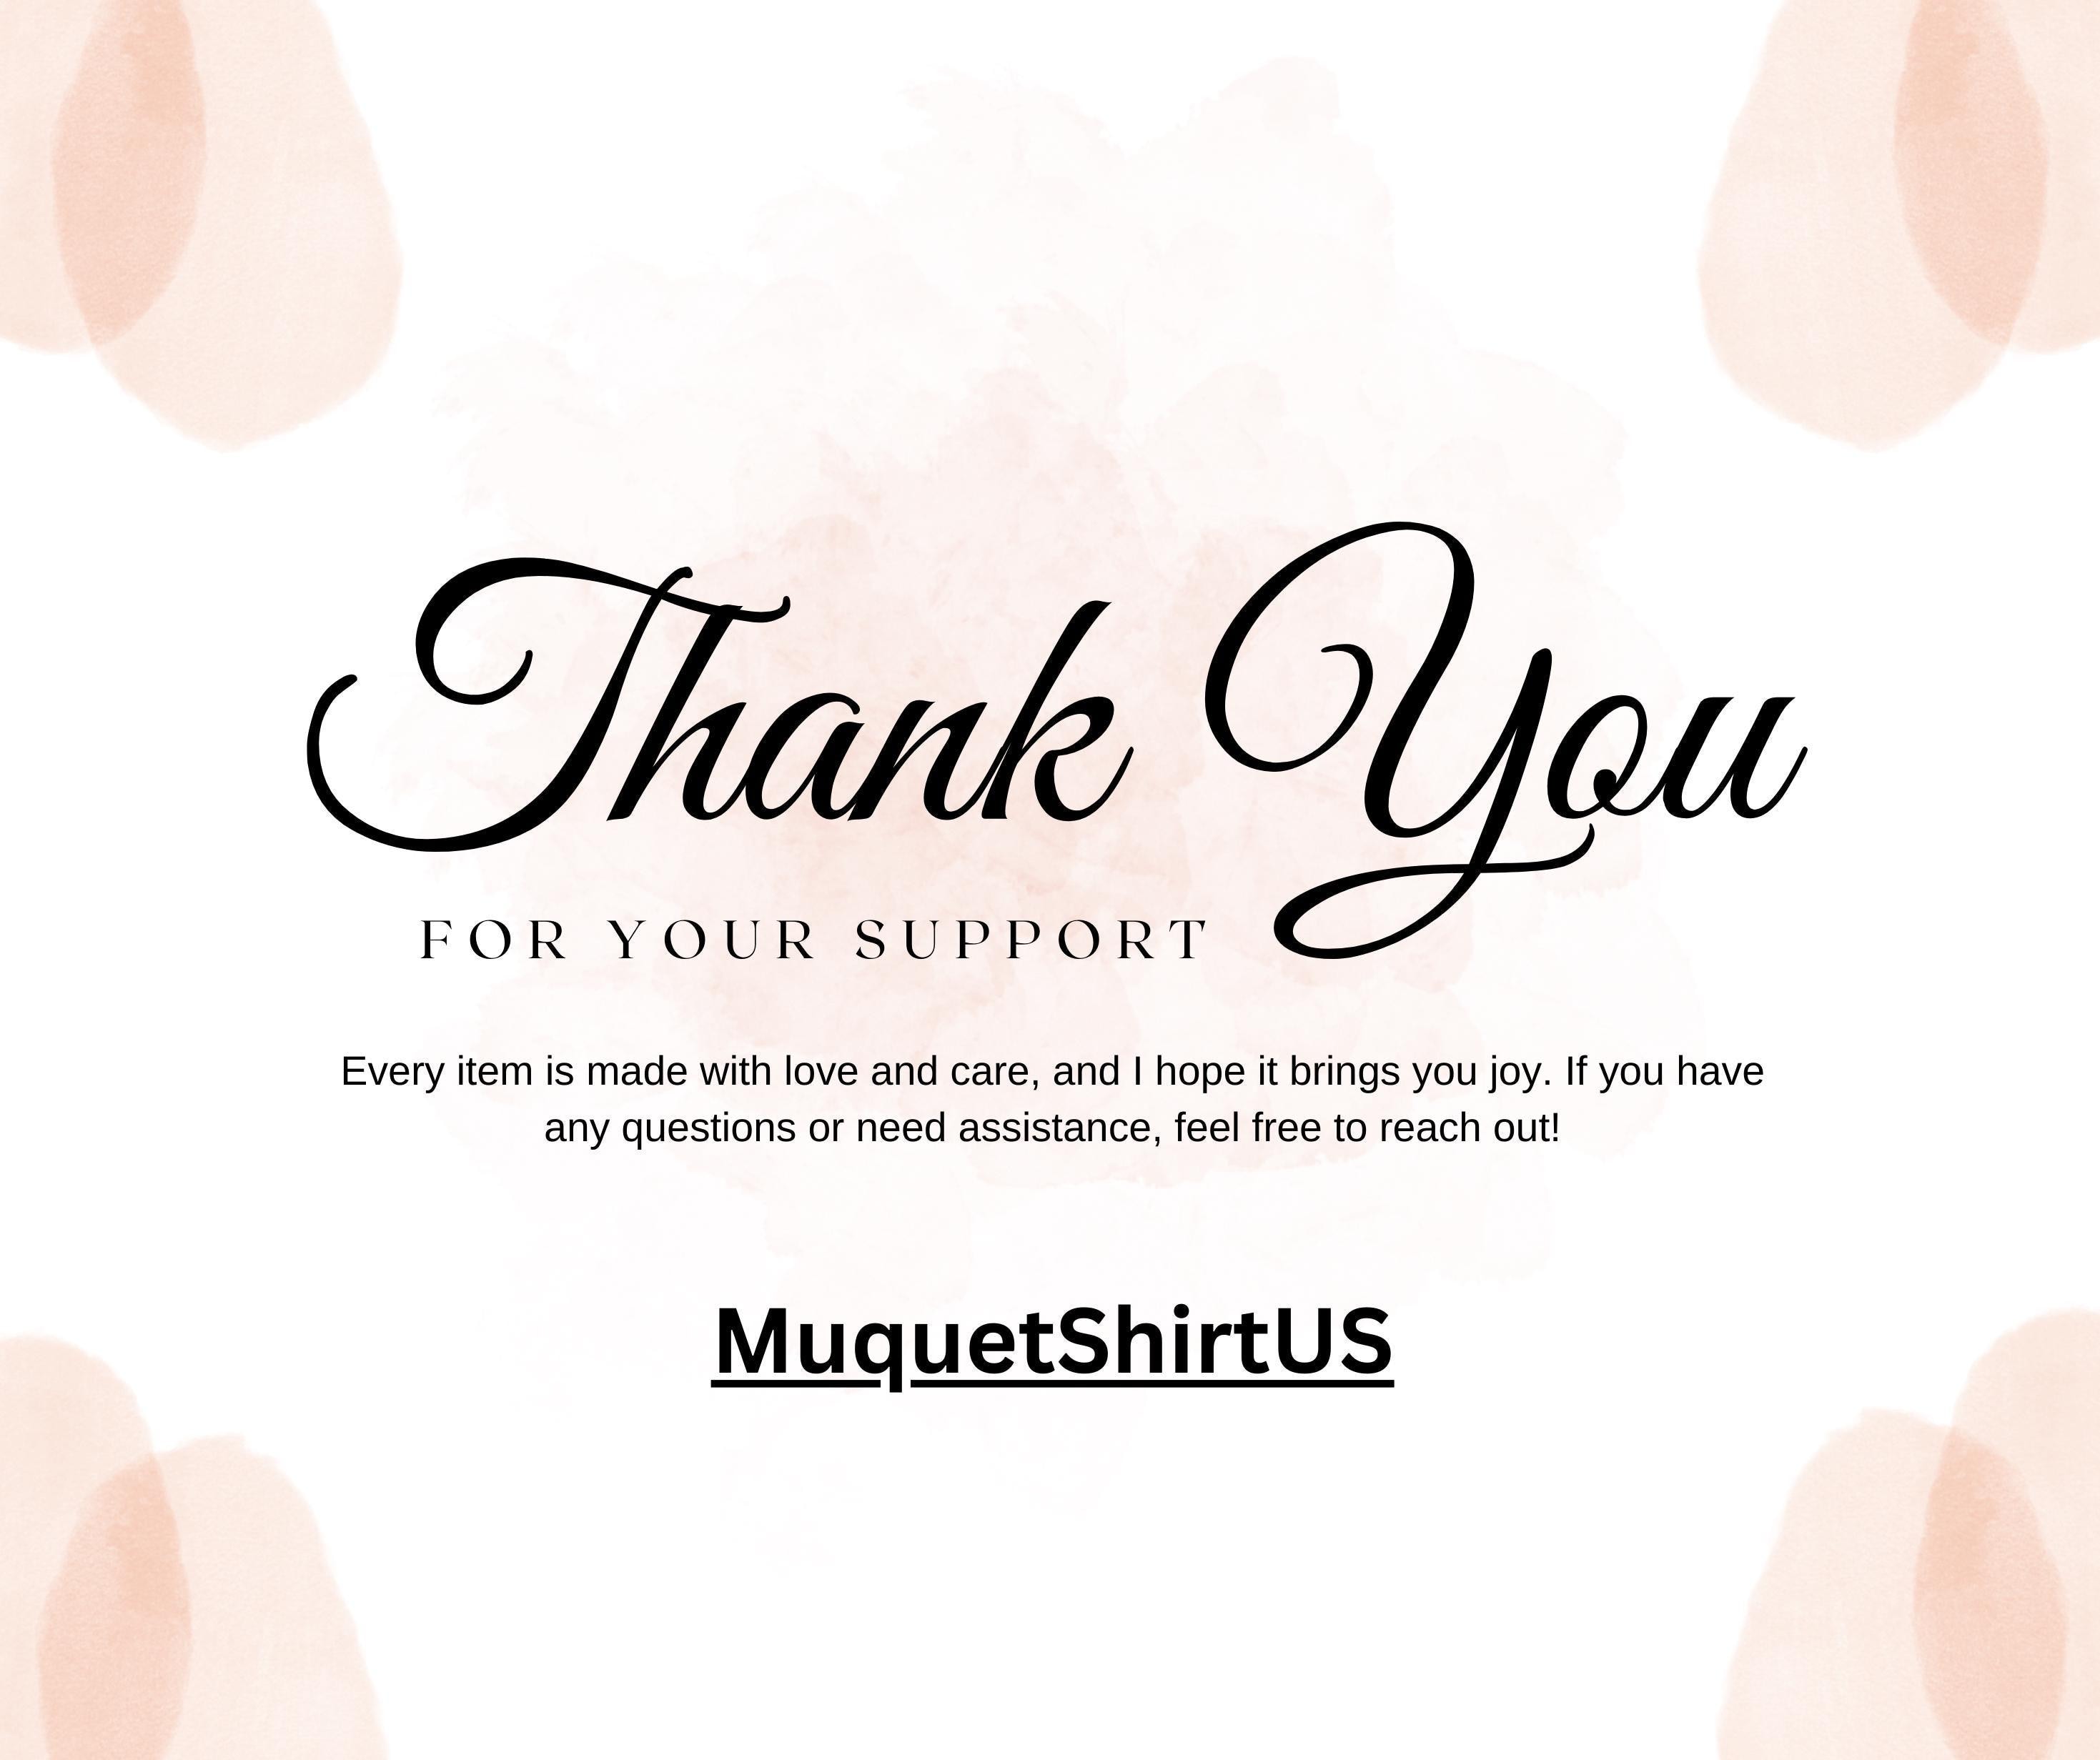 Thank You
FOR YOUR SUPPORT
Every item is made with love and care, and I hope it brings you joy. If you have
any questions or need assistance, feel free to reach out!
MuquetShirtUS